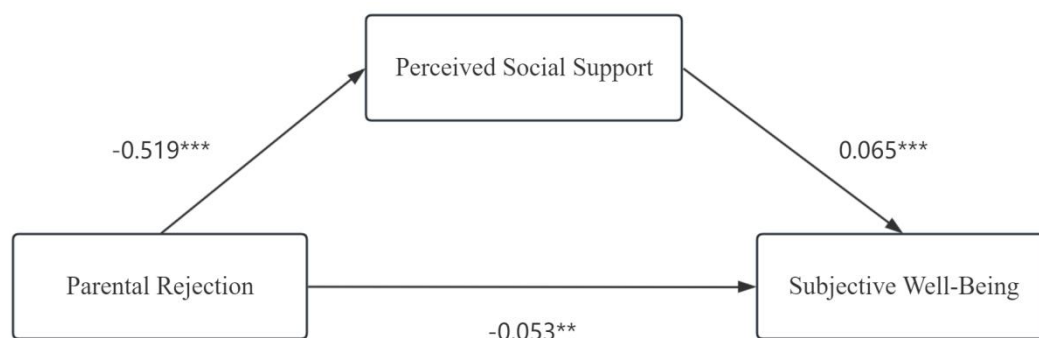 Perceived Social Support
-0.519***
0.065***
Parental Rejection
Subjective Well-Being
-0.053**